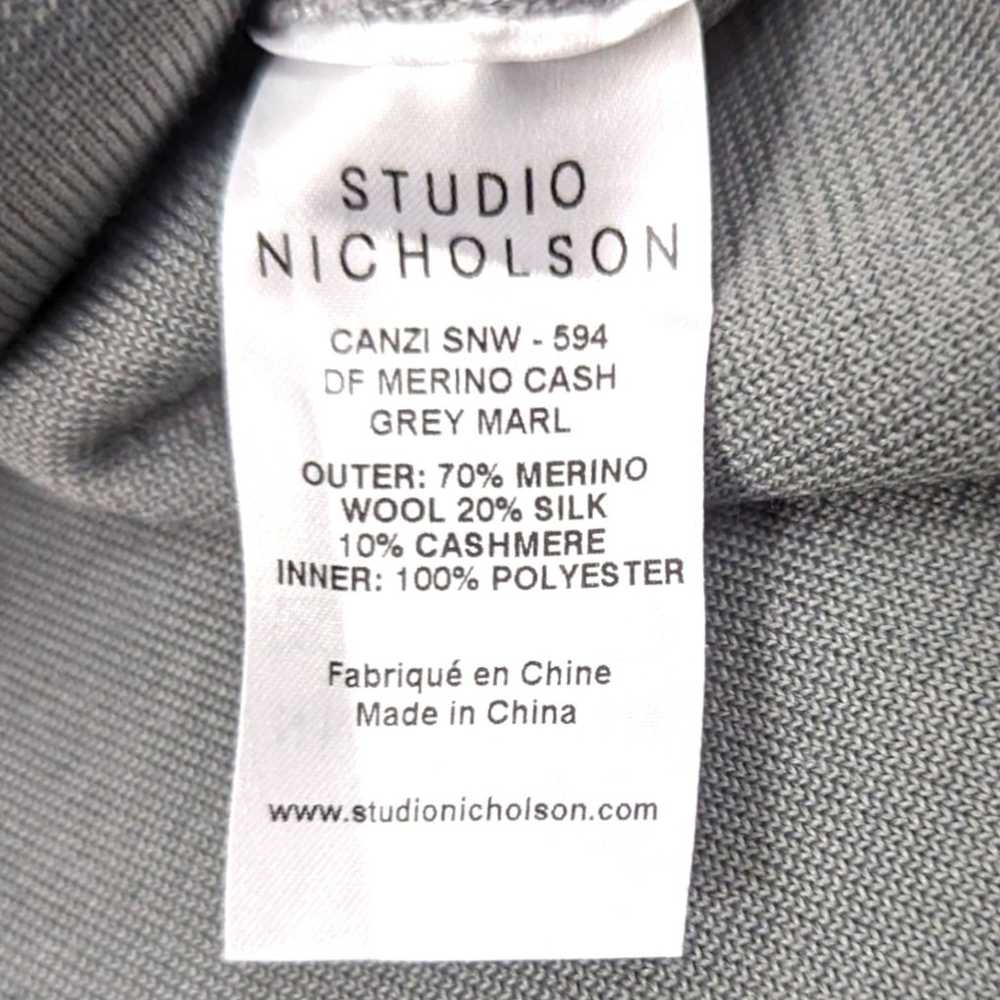 STUDIO
NICHOLSON
CANZI SNW - 594
DF MERINO CASH
GREY MARL
OUTER: 70% MERINO
WOOL 20% SILK
10% CASHMERE
INNER: 100% POLYESTER
Fabriqué en Chine
Made in China
www.studionicholson.com